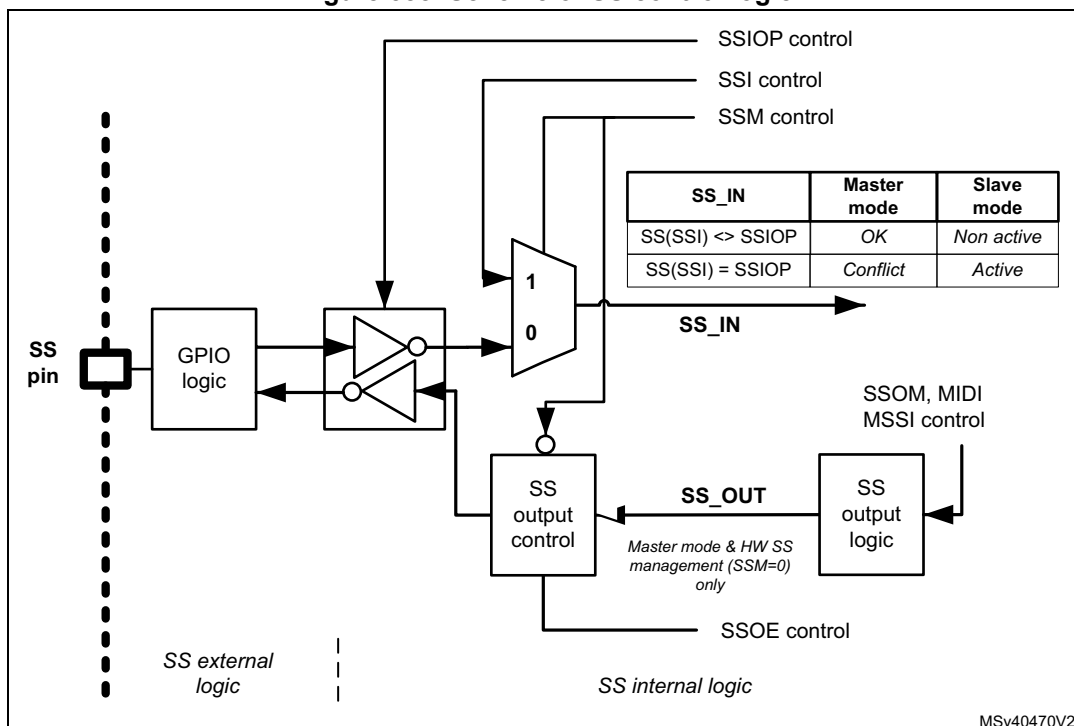 SSIOP control
SSI control
SSM control
SS_IN Master mode Slave mode
SS(SSI) <> SSIOP OK Non active
SS(SSI) = SSIOP Conflict Active
1
0
SS_IN
SS
pin
GPIO
logic
SSOM, MIDI
MSSI control
SS
output
control
SS_OUT
SS
output
logic
Master mode & HW SS
management (SSM=0)
only
SSOE control
SS external
logic
SS internal logic
MSv40470V2